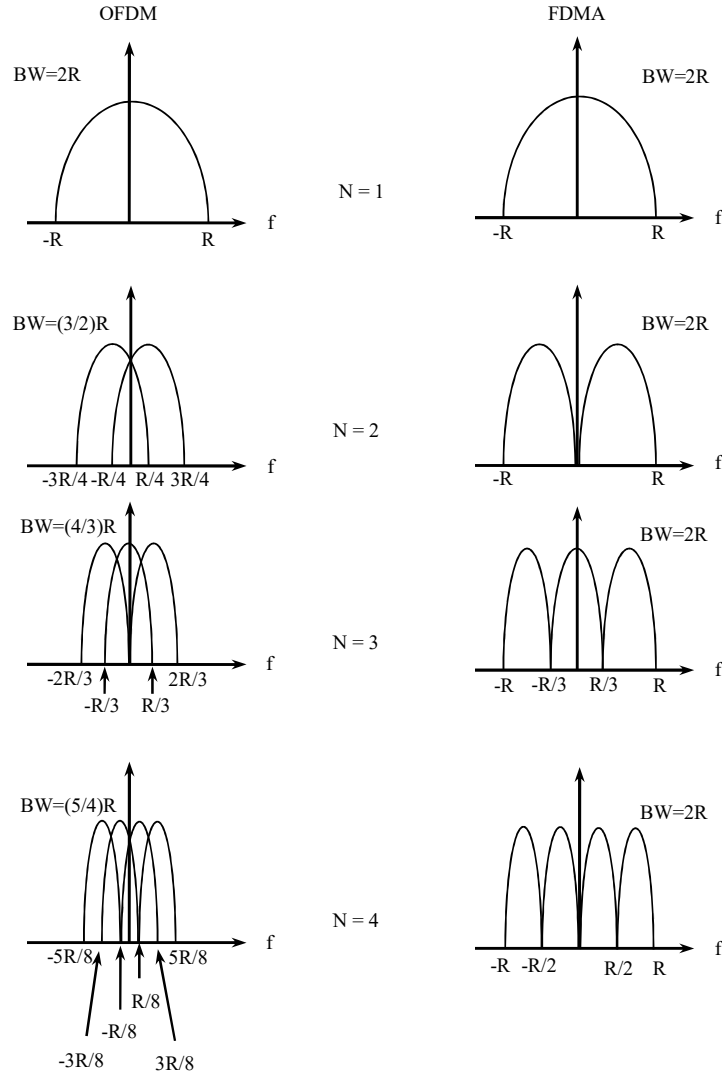 OFDM FDMA
BW=2R BW=2R
N = 1
f f
-R R -R R
BW=(3/2)R BW=2R
N = 2
f f
-3R/4 -R/4 R/4 3R/4 -R R
BW=(4/3)R BW=2R
N = 3
f f
-2R/3 2R/3 -R -R/3 R/3 R
-R/3 R/3
BW=(5/4)R BW=2R
N = 4
f f
-5R/8 5R/8 -R -R/2 R/2 R
R/8
-R/8
-3R/8 3R/8